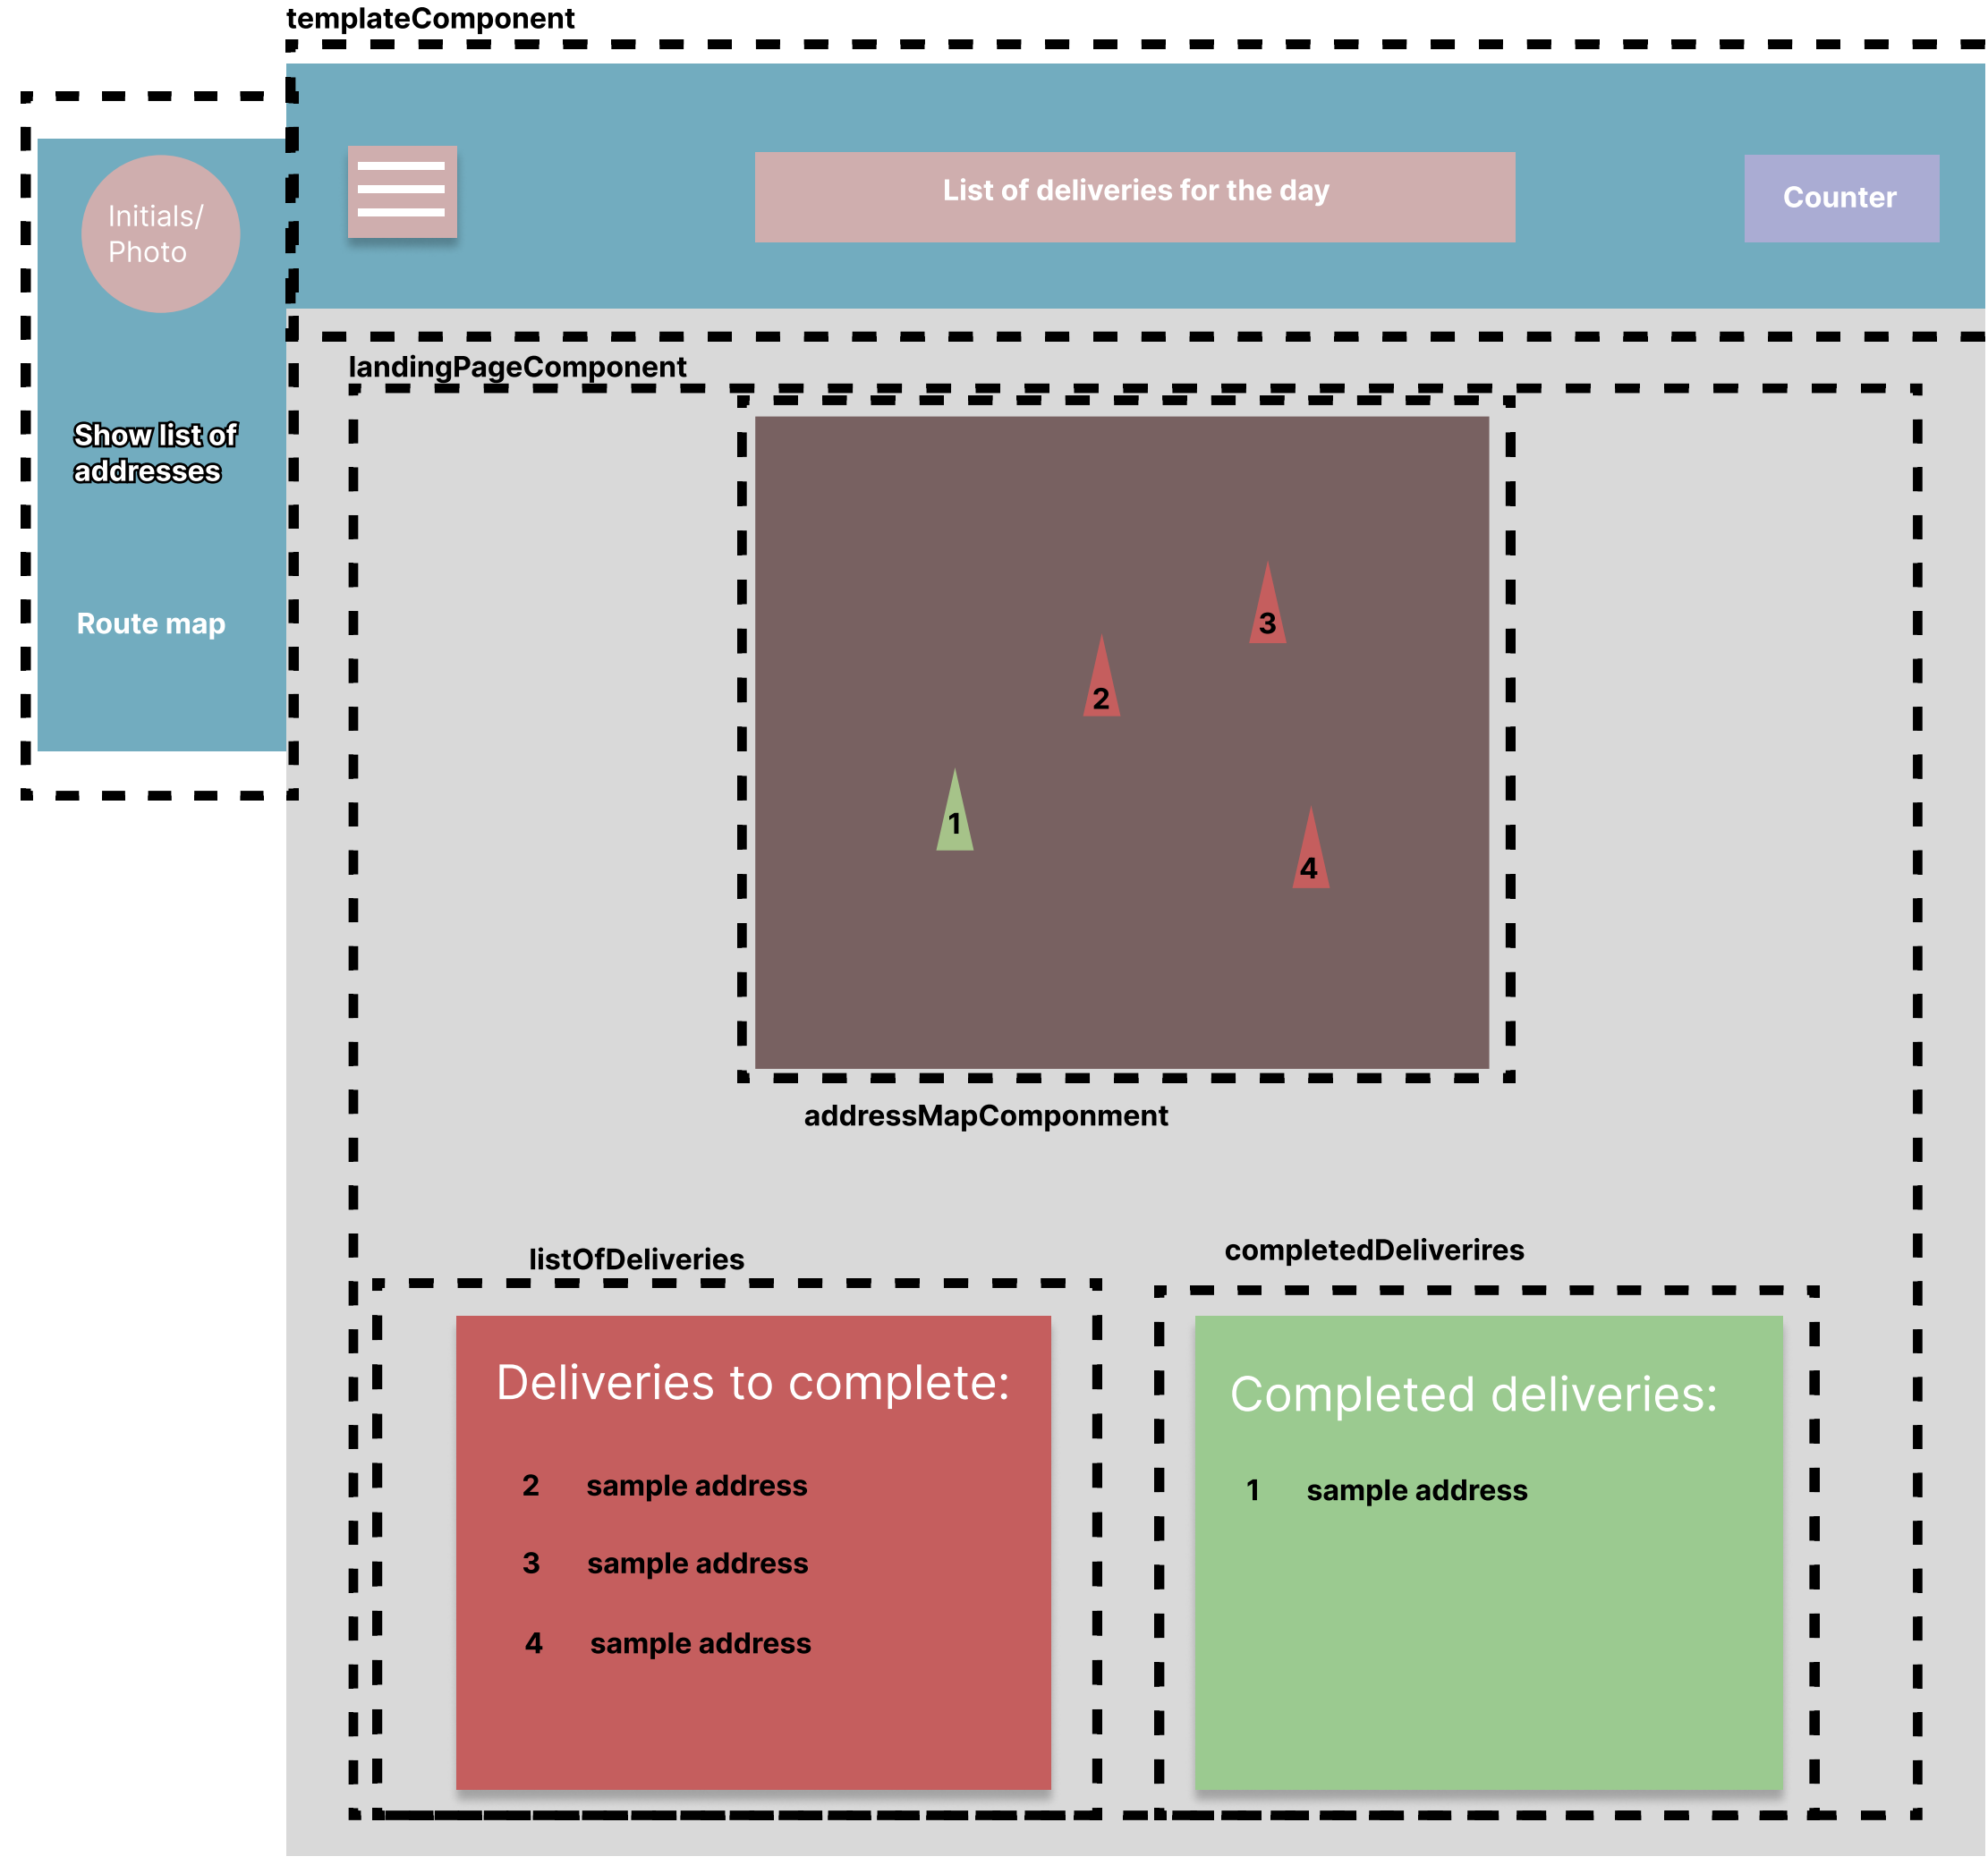 templateComponent
Initials/
Photo
List of deliveries for the day
Counter
landingPageComponent
Show list of
addresses
Route map
3
2
1
4
addressMapComponment
listOfDeliveries
completedDeliverires
Deliveries to complete:
2 sample address
3 sample address
4 sample address
Completed deliveries:
1 sample address